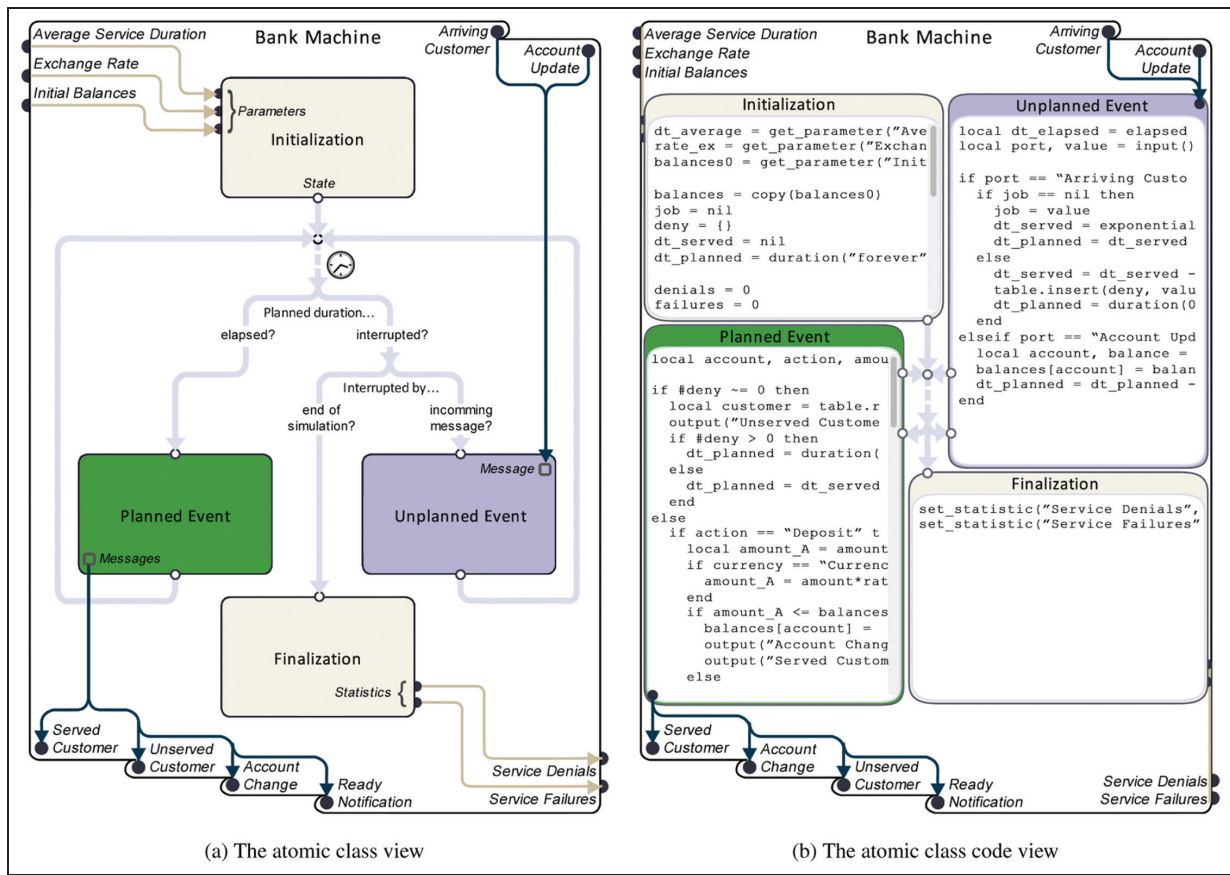 Average Service Duration
Exchange Rate
Initial Balances
Bank Machine
Arriving
Customer
Account
Update
Parameters
Initialization
State
Planned duration...
elapsed?
interrupted?
Interrupted by...
end of
simulation?
incomming
message?
Planned Event
Messages
Message
Unplanned Event
Finalization
Statistics
Served
Customer
Unserved
Customer
Account
Change
Ready
Notification
Service Denials
Service Failures
(a) The atomic class view
Average Service Duration
Exchange Rate
Initial Balances
Bank Machine
Arriving
Customer
Account
Update
Initialization
dt_average = get_parameter("Ave
rate_ex = get_parameter("Exchan
balances0 = get_parameter("Init
balances = copy(balances0)
job = nil
deny = {}
dt_served = nil
dt_planned = duration("forever"
denials = 0
failures = 0
Unplanned Event
local dt_elapsed = elapsed
local port, value = input()
if port == "Arriving Custo
if job == nil then
job = value
dt_served = exponential
dt_planned = dt_served
else
dt_served = dt_served -
table.insert(deny, valu
dt_planned = duration(0
end
elseif port == "Account Upd
local account, balance =
balances[account] = balan
dt_planned = dt_planned -
end
Planned Event
local account, action, amou
if #deny ~= 0 then
local customer = table.r
output("Unserved Custome
if #deny > 0 then
dt_planned = duration(
else
dt_planned = dt_served
end
else
if action == "Deposit" t
local amount_A = amount
if currency == "Currenc
amount_A = amount*rat
end
if amount_A <= balances
balances[account] =
output("Account Chang
output("Served Custom
else
Finalization
set_statistic("Service Denials",
set_statistic("Service Failures"
Served
Customer
Account
Change
Unserved
Customer
Ready
Notification
Service Denials
Service Failures
(b) The atomic class code view